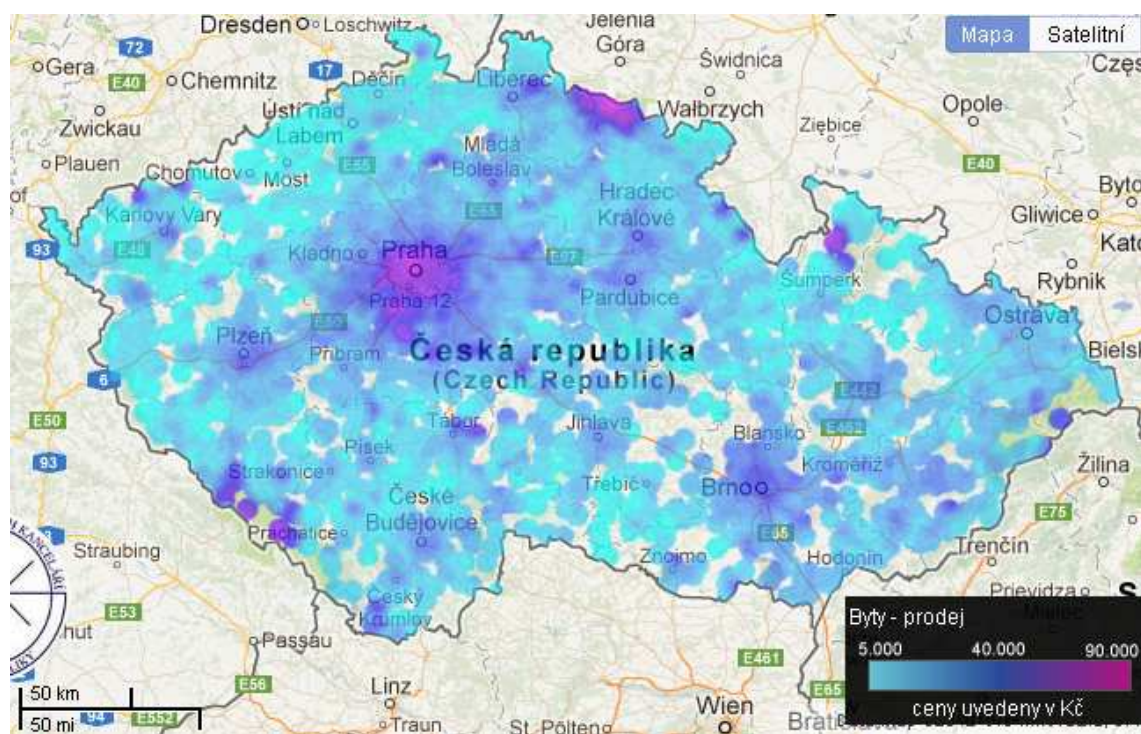 Dresden
Loschwitz
Jelenia
Góra
Mapa
Satelitní
72
Gera
E40
Chemnitz
17
Děčín
Liberec
Świdnica
Wałbrzych
Opole
Zwickau
Ústí nad
Labem
Ziębice
Plauen
Chomutov
Most
E55
Mladá
Boleslav
E40
Karlovy Vary
Hradec
Králové
Gliwice
93
E48
Kladno
Praha
E65
E67
Praha 12
Pardubice
Šumperk
Rybnik
Plzeň
E50
Příbram
Ostrava
Česká republika
(Czech Republic)
6
E442
E50
Tábor
Jihlava
Blansko
E462
93
Strakonice
Písek
Třebíč
Brno
Kroměříž
Žilina
České
Budějovice
Prachatice
E75
Straubing
Znojmo
E65
Hodonín
Trenčín
Prievidza
E53
Český
Krumlov
Passau
Byty - prodej
5.000 40.000 90.000
ceny uvedeny v Kč
E461
E65
50 km
50 mi
94
E552
E56
Linz
Traun
St. Pölten
Wien